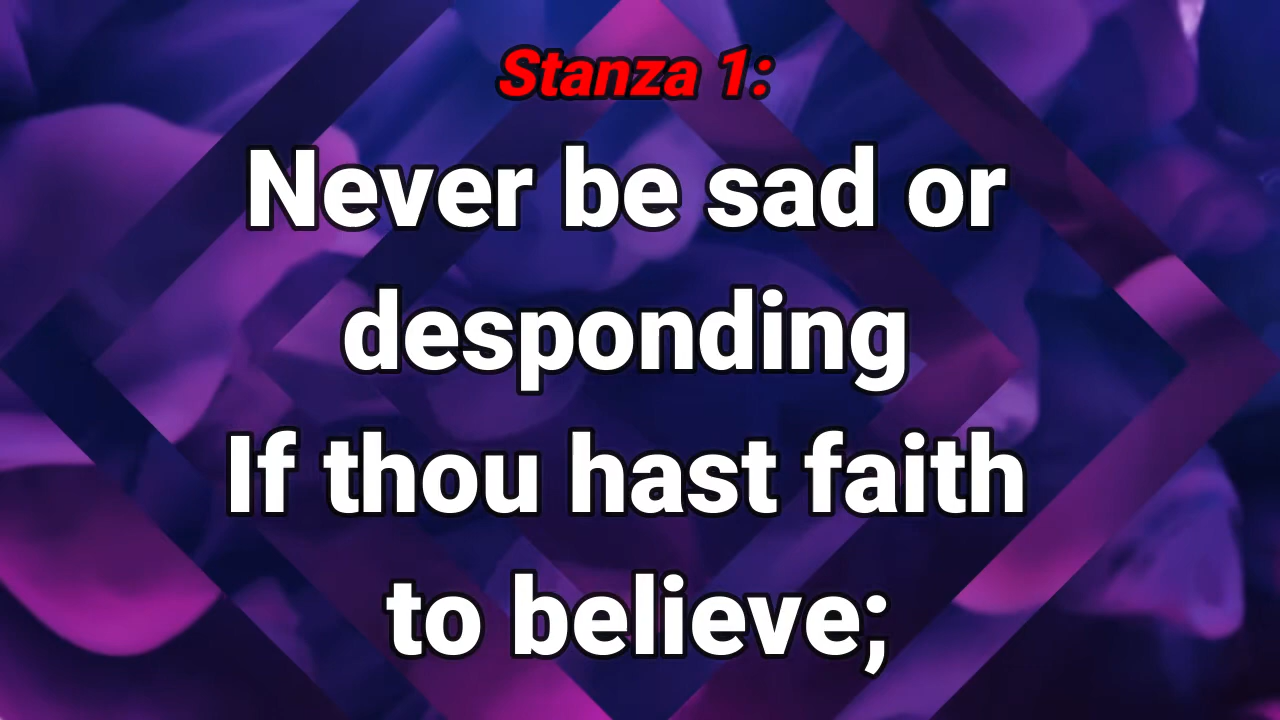 Stanza 1:
Never be sad or
desponding
If thou hast faith
to believe;